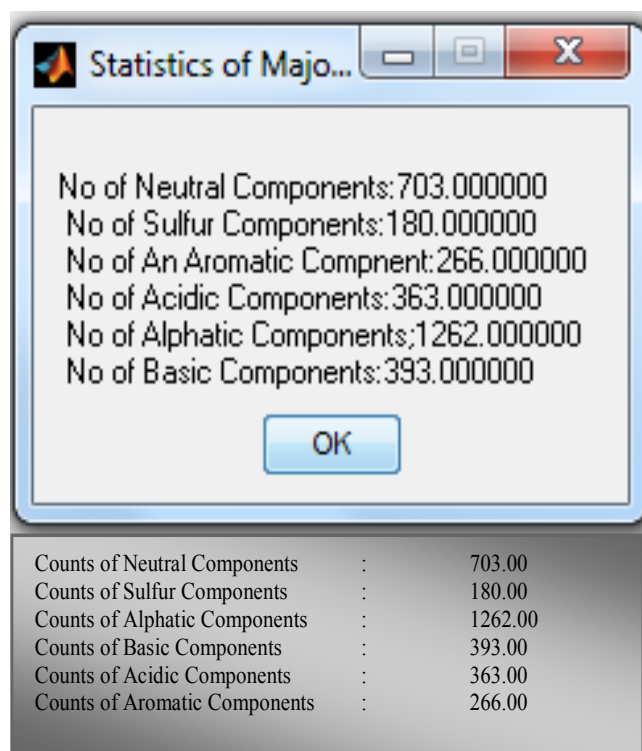 Statistics of Majo...
No of Neutral Components:703.000000
No of Sulfur Components:180.000000
No of An Aromatic Compnent:266.000000
No of Acidic Components:363.000000
No of Alphatic Components;1262.000000
No of Basic Components:393.000000
OK
Counts of Neutral Components : 703.00
Counts of Sulfur Components : 180.00
Counts of Alphatic Components : 1262.00
Counts of Basic Components : 393.00
Counts of Acidic Components : 363.00
Counts of Aromatic Components : 266.00